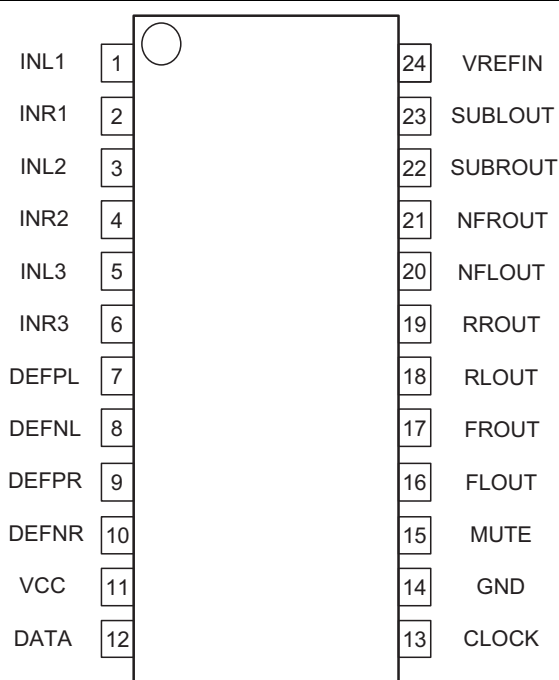 INL1 1 24 VREFIN
INR1 2 23 SUBLOUT
INL2 3 22 SUBROUT
INR2 4 21 NFROUT
INL3 5 20 NFLOUT
INR3 6 19 RROUT
DEFPL 7 18 RLOUT
DEFNL 8 17 FROUT
DEFPR 9 16 FLOUT
DEFNR 10 15 MUTE
VCC 11 14 GND
DATA 12 13 CLOCK